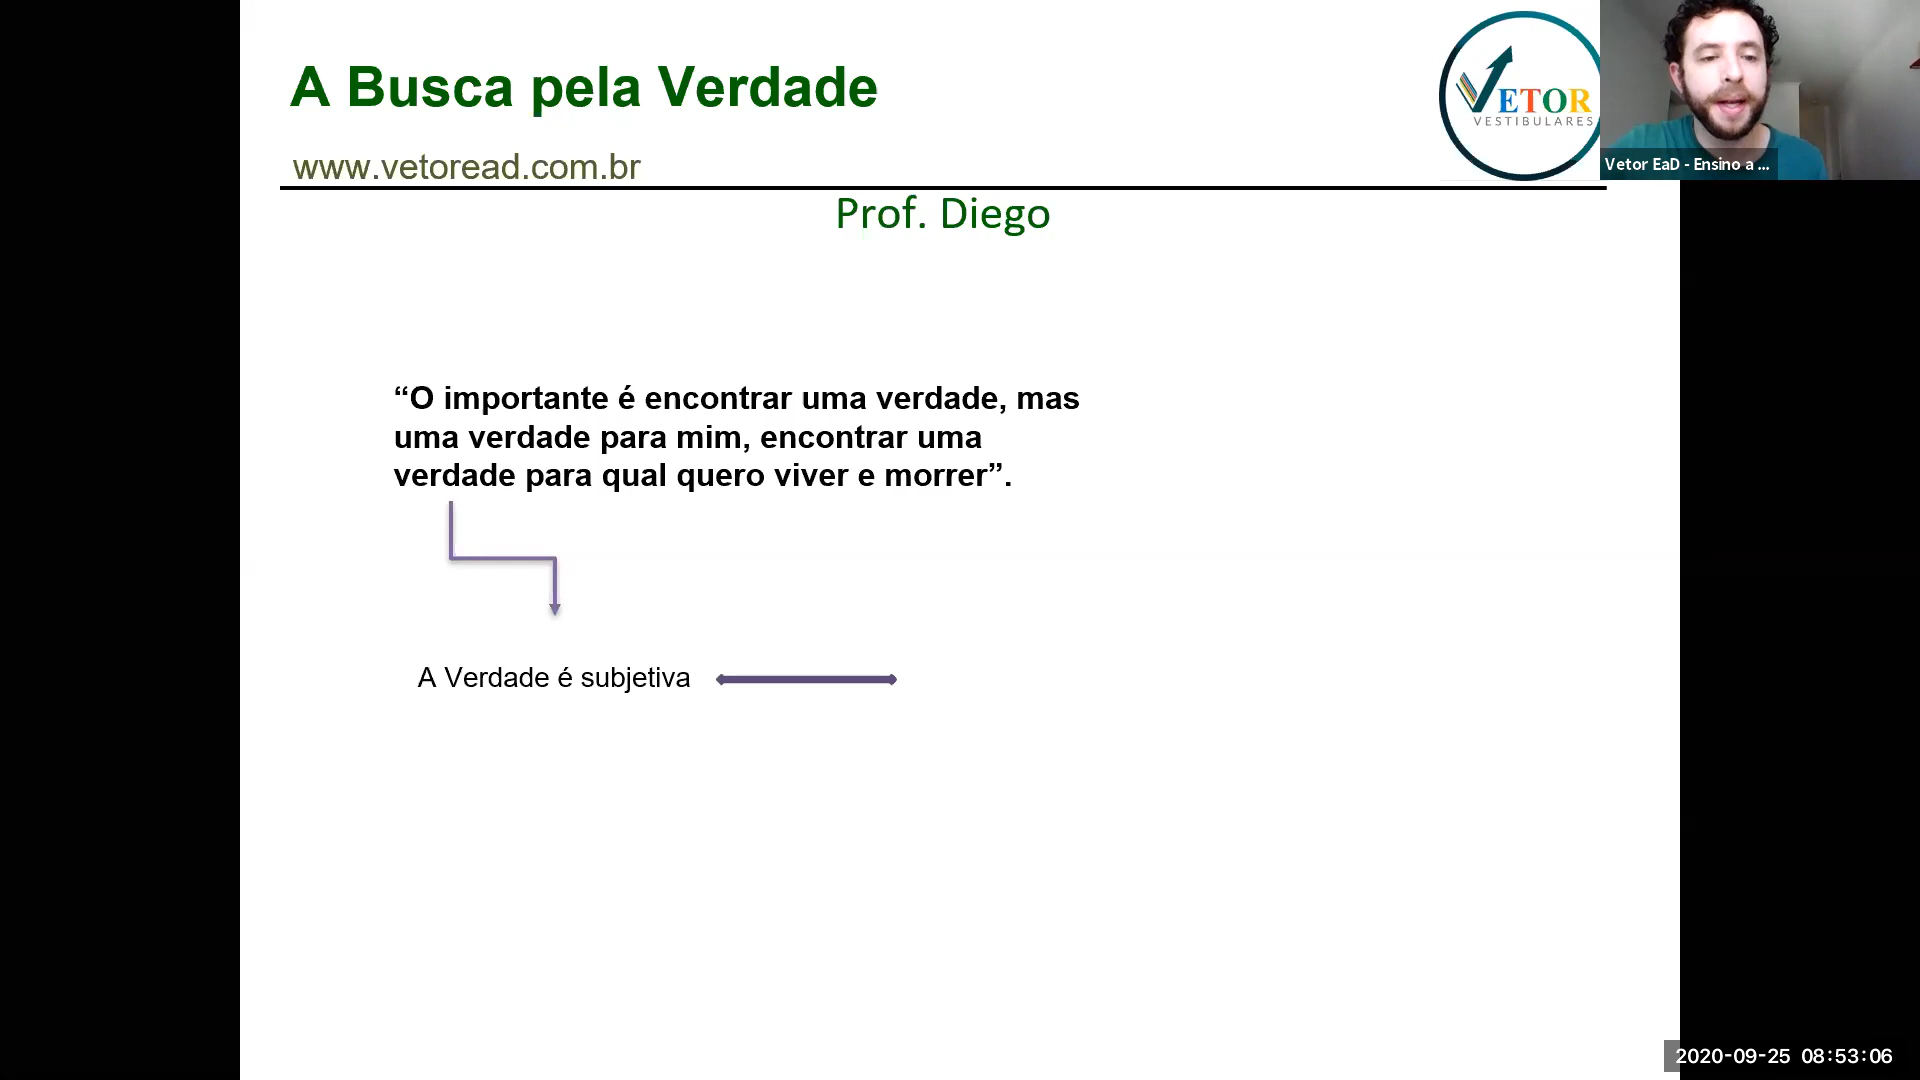 A Busca pela Verdade
VETOR
VESTIBULARES
www.vetoread.com.br
Vetor EaD - Ensino a ...
Prof. Diego
“O importante é encontrar uma verdade, mas
uma verdade para mim, encontrar uma
verdade para qual quero viver e morrer”.
A Verdade é subjetiva
2020-09-25 08:53:06